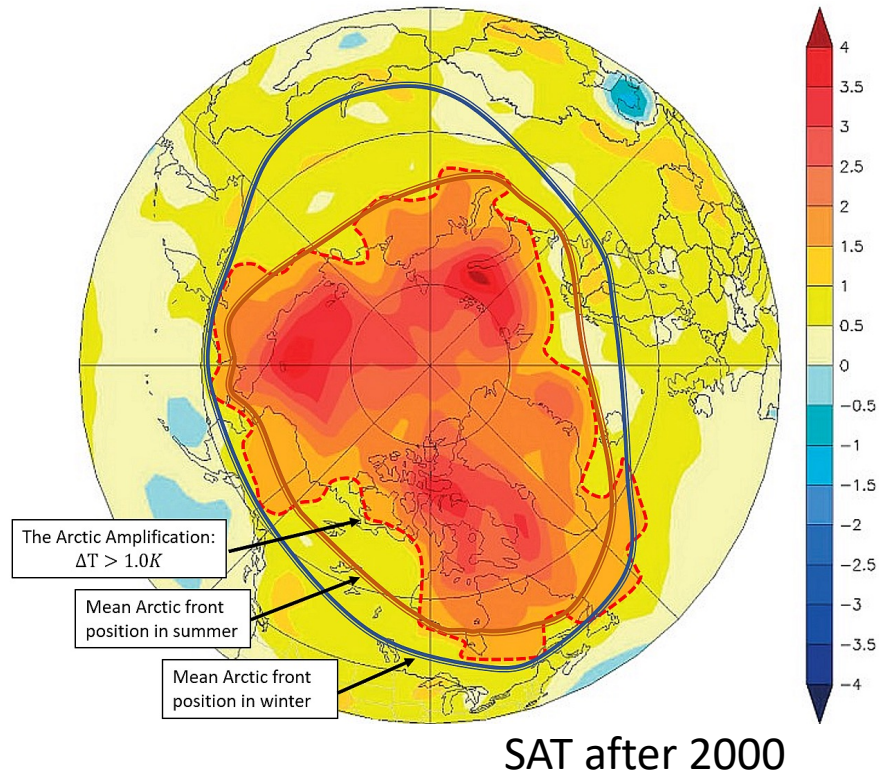 4
3.5
3
2.5
2
1.5
1
0.5
0
−0.5
−1
−1.5
−2
−2.5
−3
−3.5
−4
The Arctic Amplification:
ΔT > 1.0K
Mean Arctic front
position in summer
Mean Arctic front
position in winter
SAT after 2000